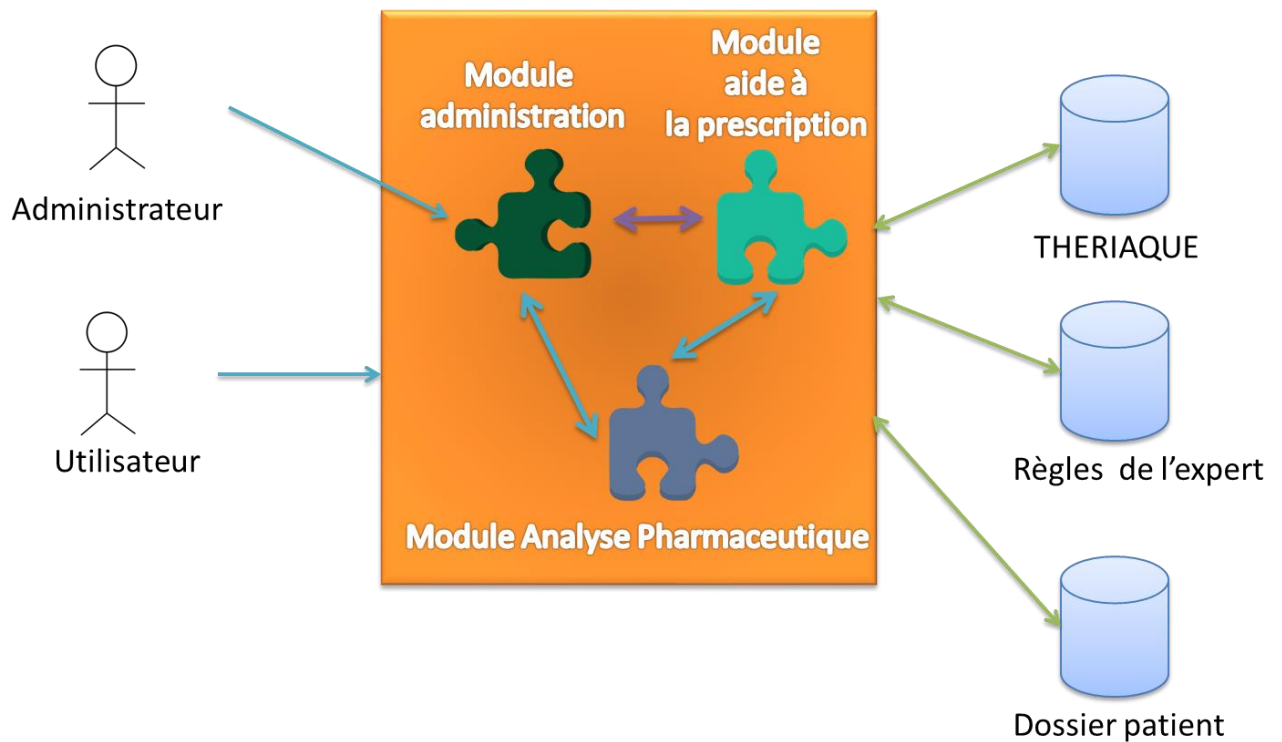 Module
administration
Module
aide à
la prescription
Administrateur
Utilisateur
Module Analyse Pharmaceutique
THERIAQUE
Règles de l'expert
Dossier patient